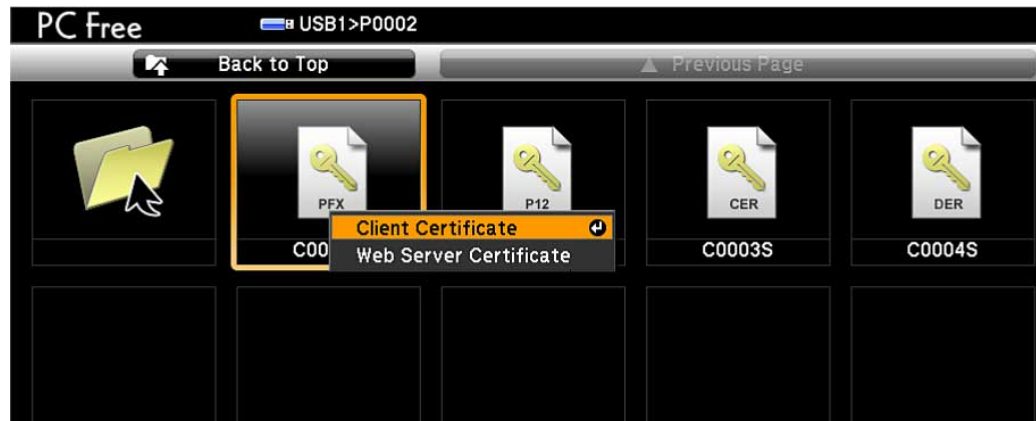 PC Free
USB1>P0002
Back to Top
Previous Page
PFX
P12
CER
DER
Client Certificate
Web Server Certificate
C00
C0003S
C0004S